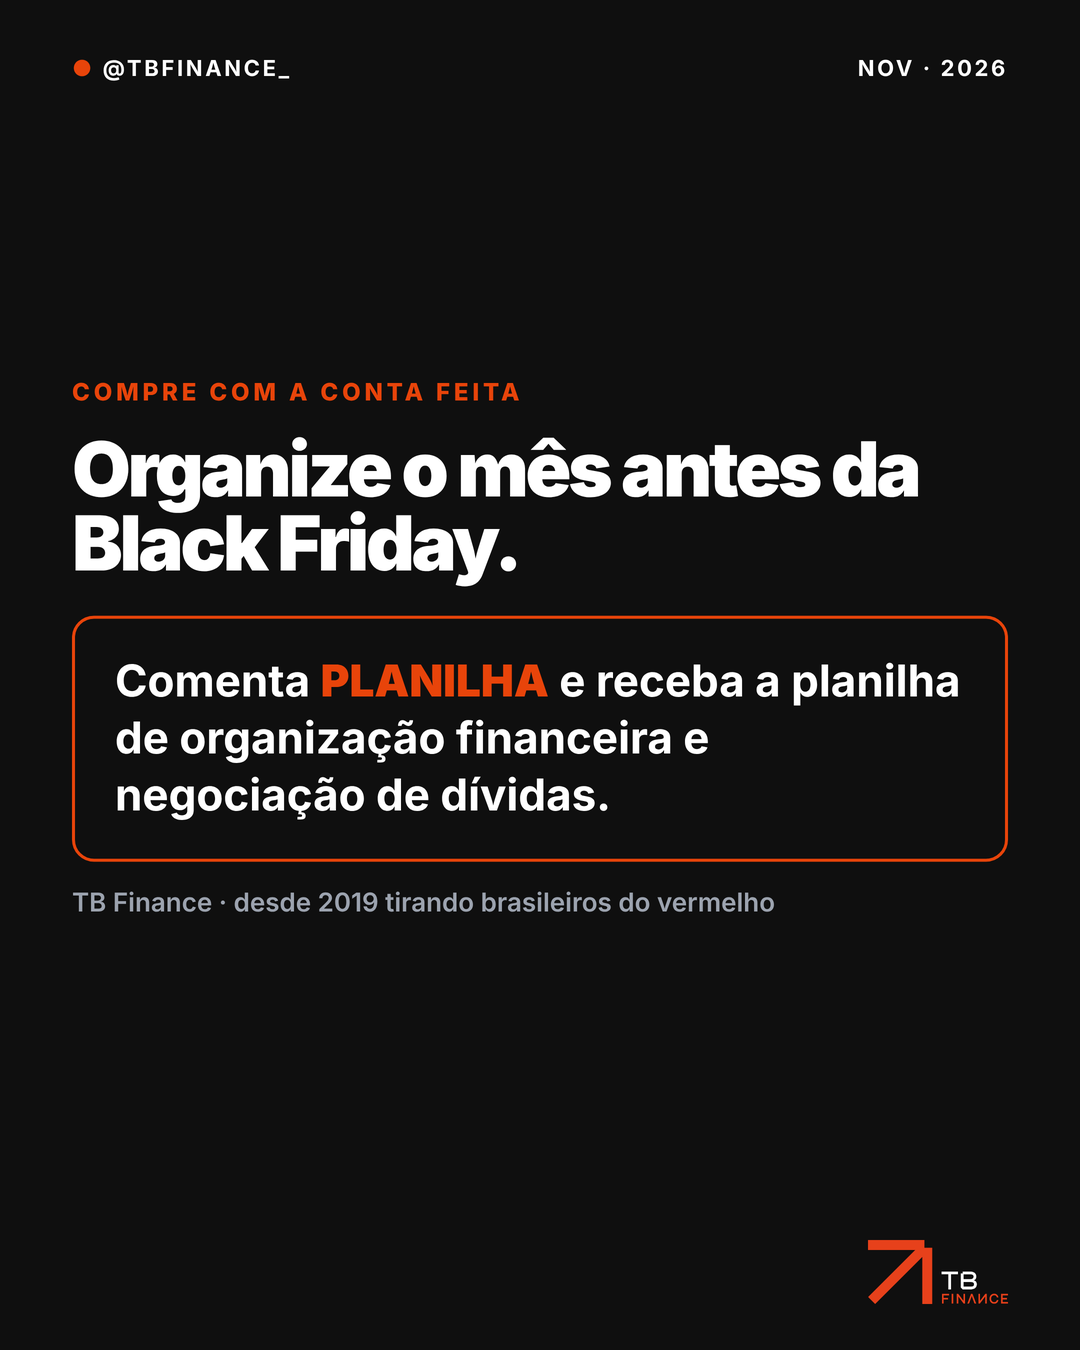 @TBFINANCE_
NOV · 2026
COMPRE COM A CONTA FEITA
Organize o mês antes da
Black Friday.
Comenta PLANILHA e receba a planilha
de organização financeira e
negociação de dívidas.
TB Finance · desde 2019 tirando brasileiros do vermelho
TB
FINANCE